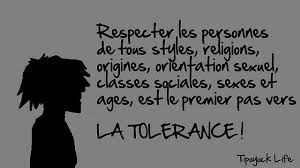 Respecter les personnes
de tous styles, religions,
origines, orientation sexuel,
classes sociales, sexes et
ages, est le premier pas vers
LA TOLERANCE!
Tipoyock Life